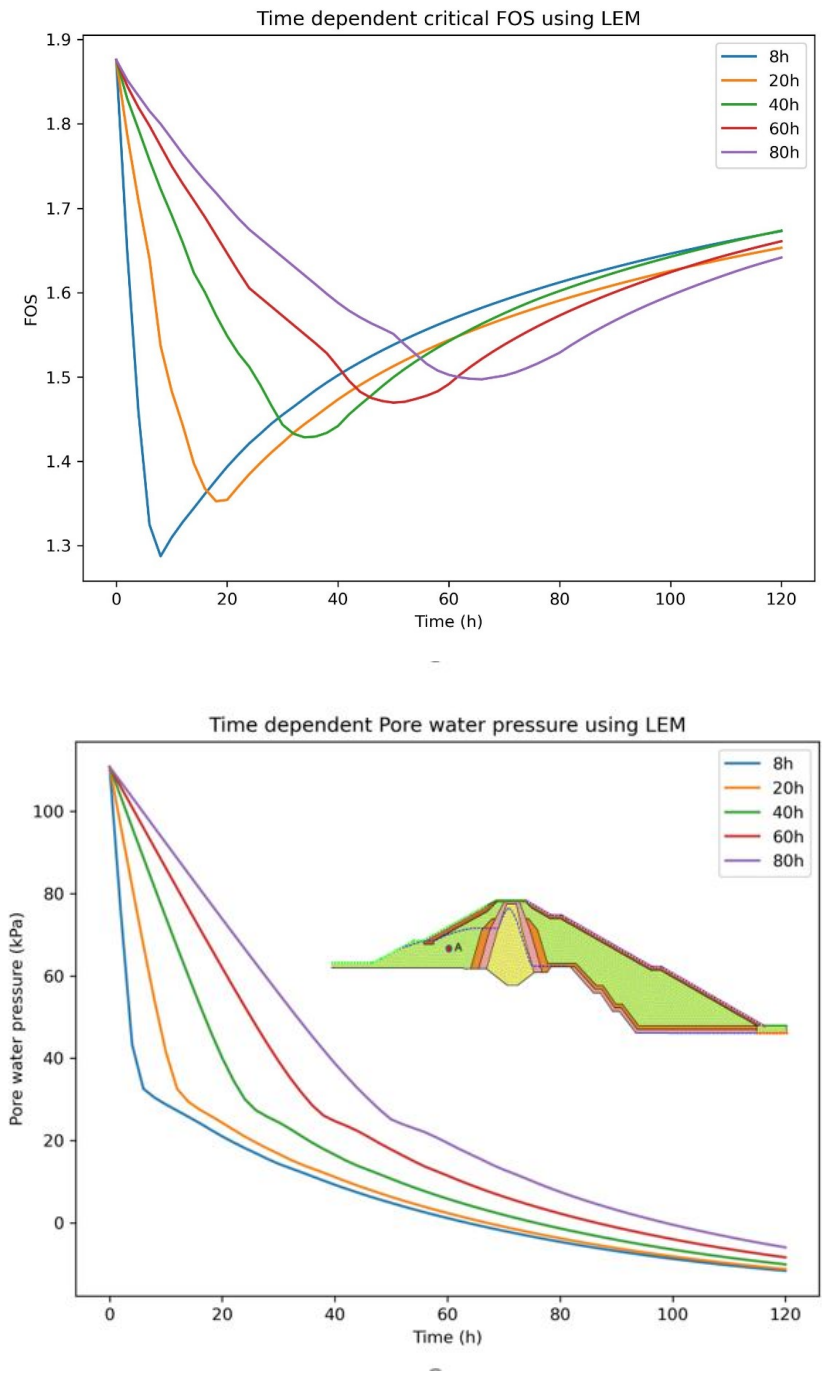 Time dependent critical FOS using LEM
1.9
1.8
1.7
1.6
1.5
1.4
1.3
FOS
8h
20h
40h
60h
80h
0 20 40 60 80 100 120
Time (h)
Time dependent Pore water pressure using LEM
100
80
60
40
20
0
Pore water pressure (kPa)
8h
20h
40h
60h
80h
A
0 20 40 60 80 100 120
Time (h)